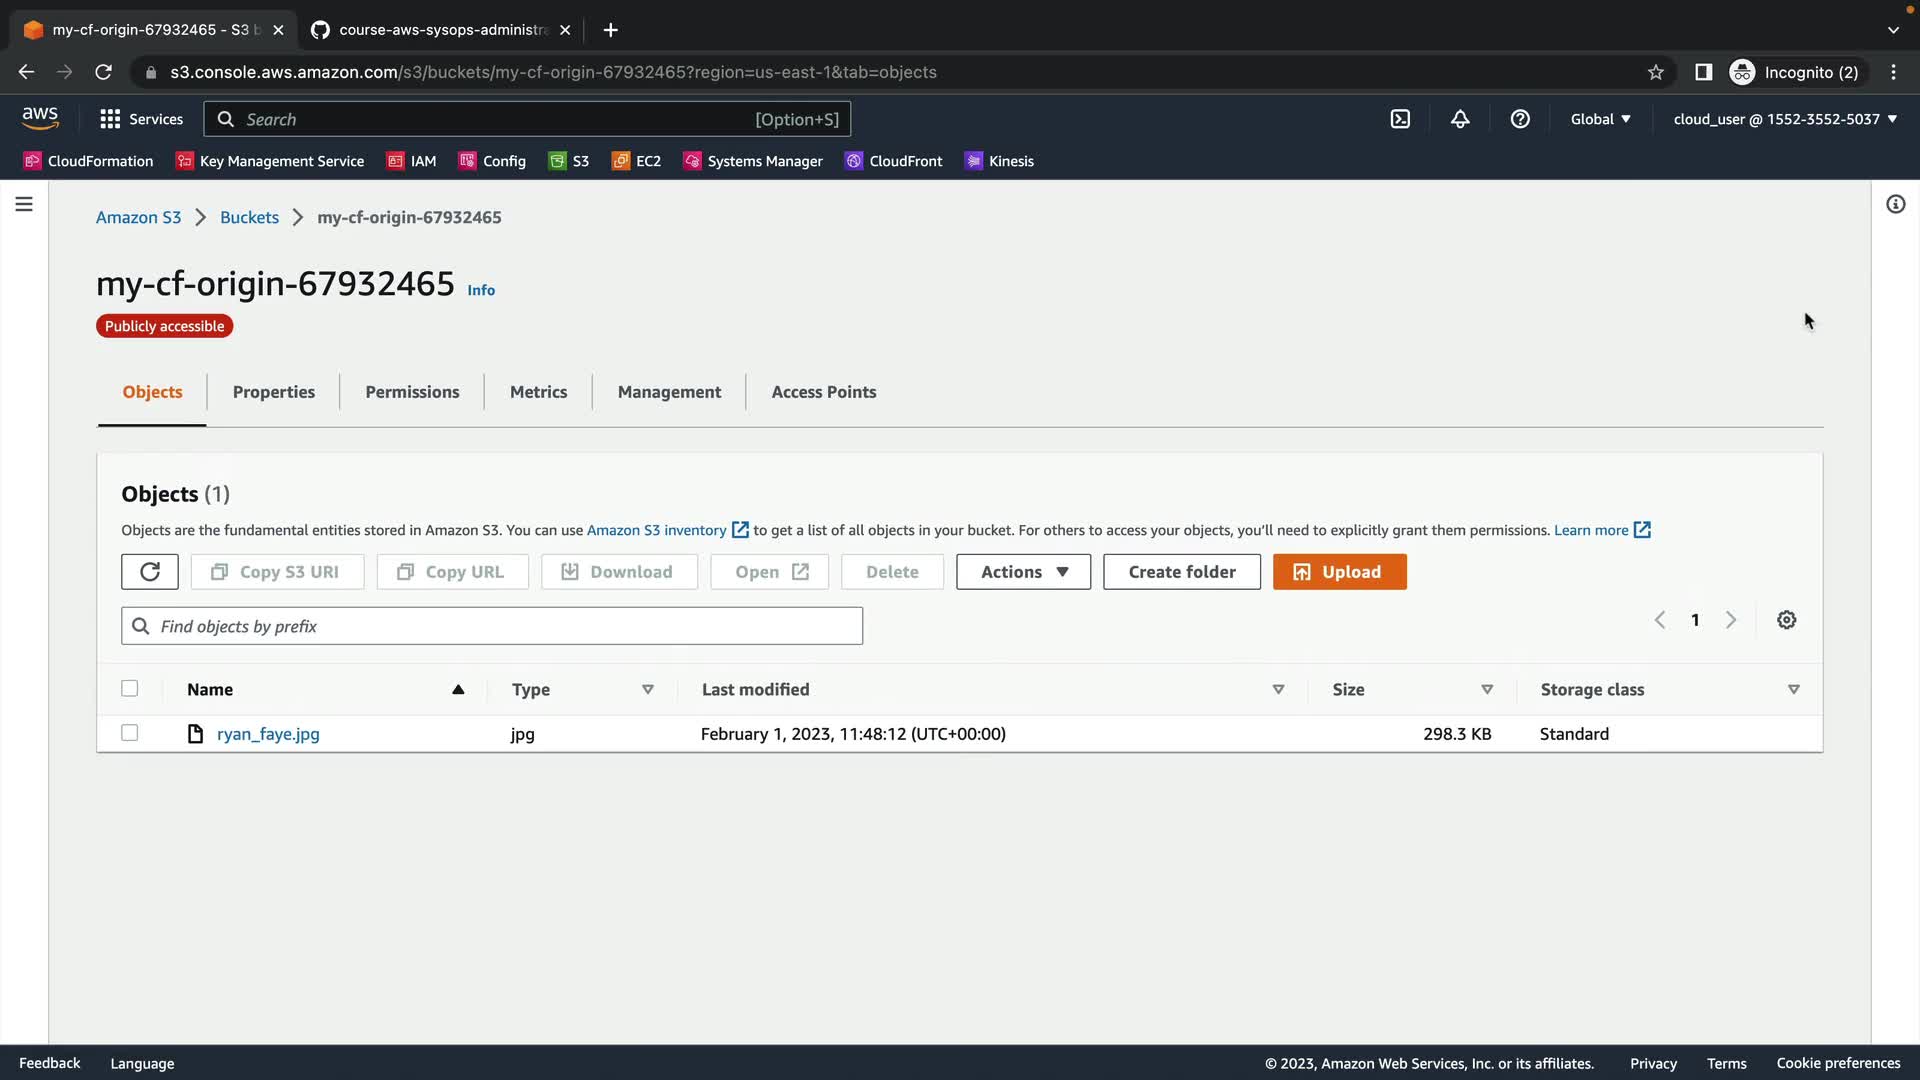 my-cf-origin-67932465 - S3 b
course-aws-sysops-administra
s3.console.aws.amazon.com/s3/buckets/my-cf-origin-67932465?region=us-east-1&tab=objects
Incognito (2)
aws
Services
Search
[Option+S]
Global
cloud_user @ 1552-3552-5037
CloudFormation
Key Management Service
IAM
Config
S3
EC2
Systems Manager
CloudFront
Kinesis
Amazon S3
Buckets
my-cf-origin-67932465
my-cf-origin-67932465
Info
Publicly accessible
Objects
Properties
Permissions
Metrics
Management
Access Points
Objects (1)
Objects are the fundamental entities stored in Amazon S3. You can use Amazon S3 inventory to get a list of all objects in your bucket. For others to access your objects, you'll need to explicitly grant them permissions. Learn more
Copy S3 URI
Copy URL
Download
Open
Delete
Actions
Create folder
Upload
Find objects by prefix
1
Name
Type
Last modified
Size
Storage class
ryan_faye.jpg
jpg
February 1, 2023, 11:48:12 (UTC+00:00)
298.3 KB
Standard
Feedback
Language
© 2023, Amazon Web Services, Inc. or its affiliates.
Privacy
Terms
Cookie preferences